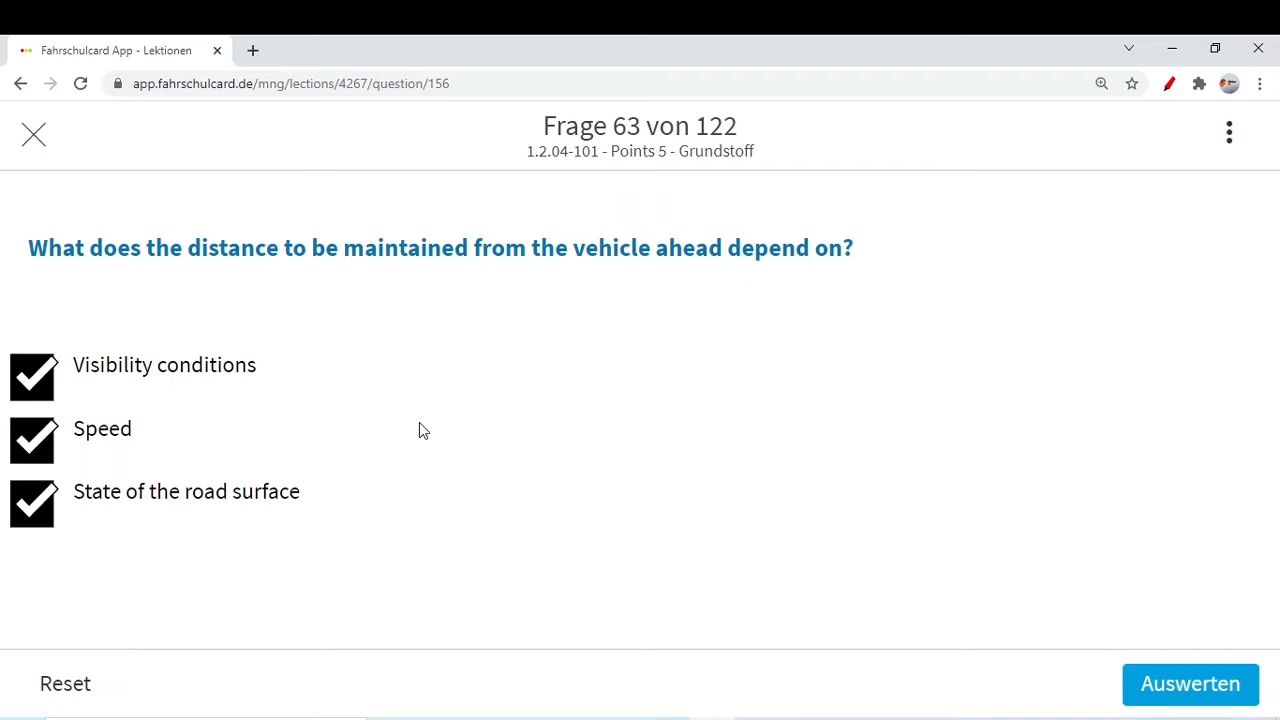 Fahrschulcard App - Lektionen
app.fahrschulcard.de/mng/lections/4267/question/156
Frage 63 von 122
1.2.04-101 - Points 5 - Grundstoff
What does the distance to be maintained from the vehicle ahead depend on?
Visibility conditions
Speed
State of the road surface
Reset
Auswerten